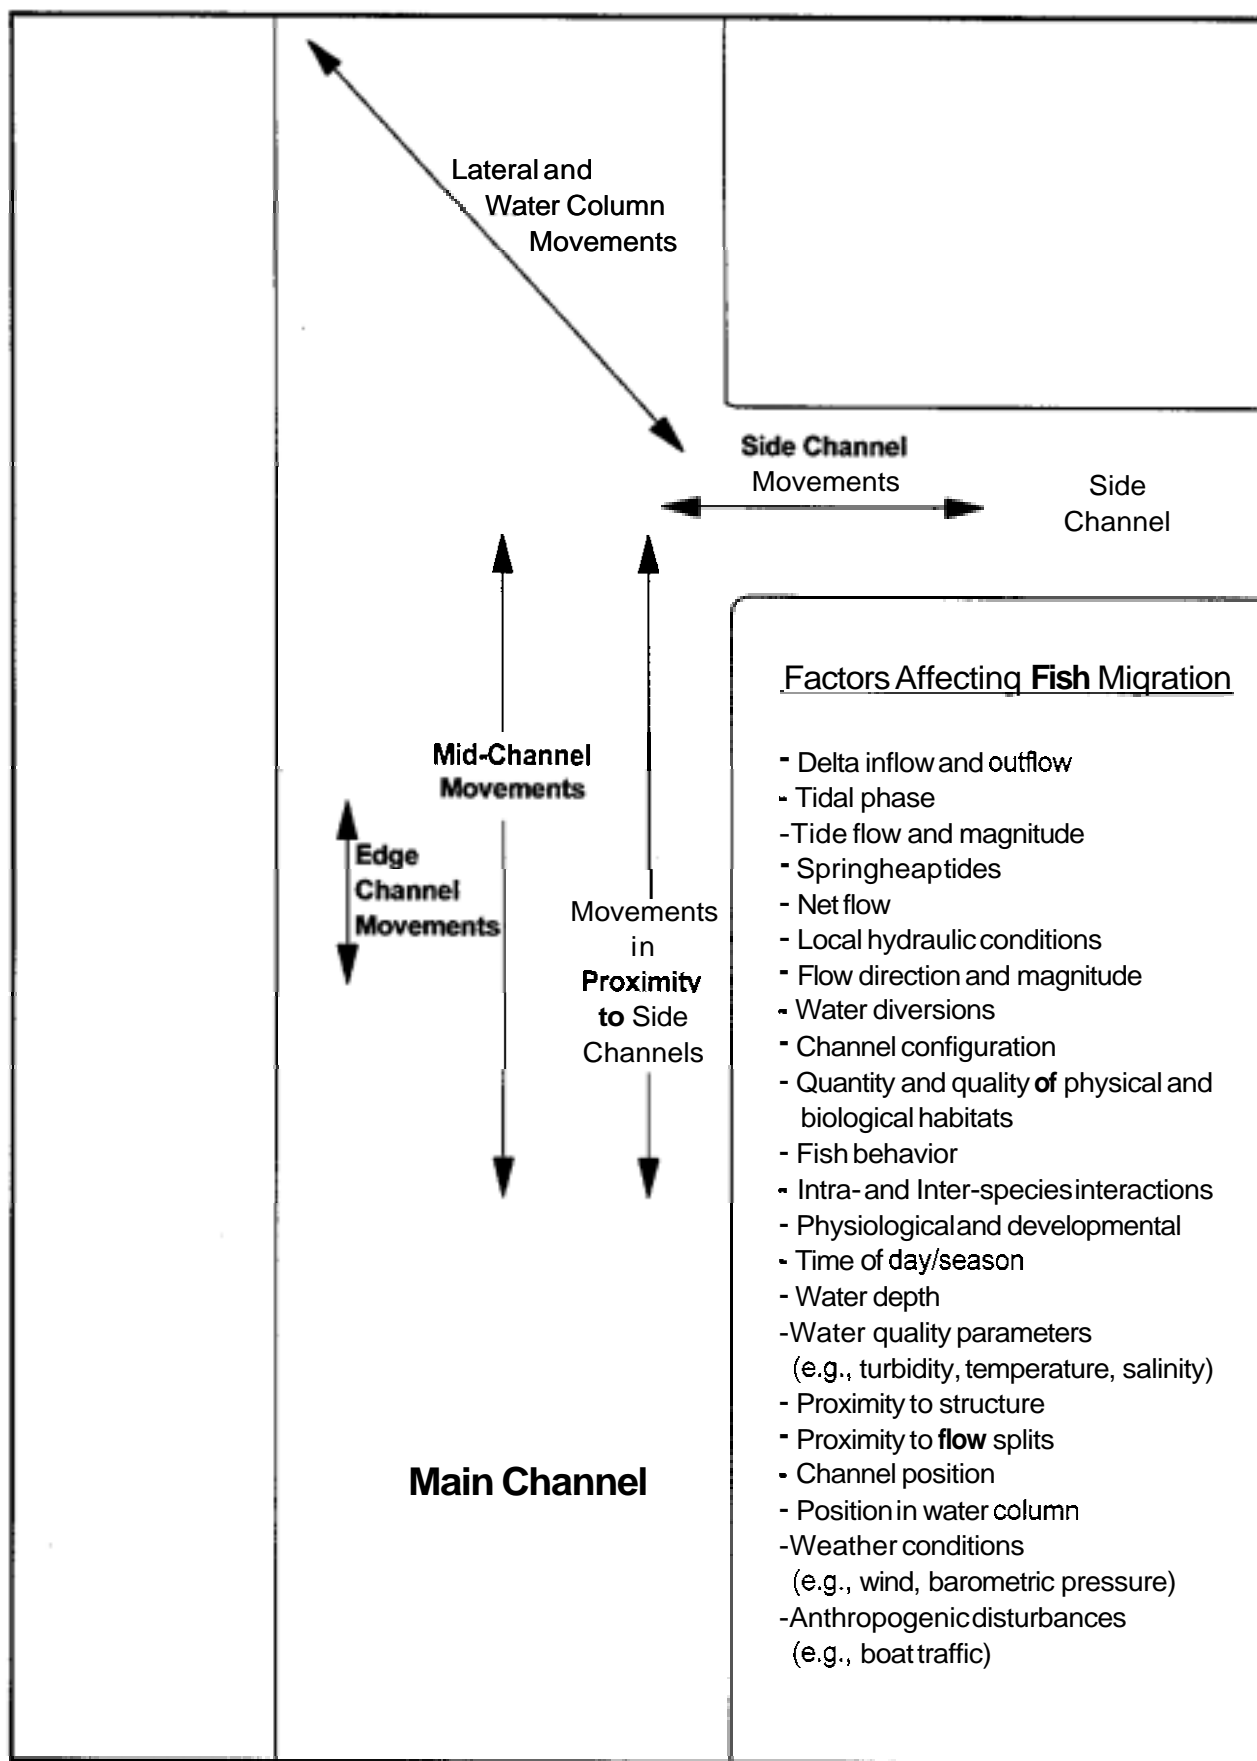 Lateral and
Water Column
Movements
Side Channel
Movements
Side
Channel
Mid-Channel
Movements
Edge
Channel
Movements
Movements
in
Proximity
to Side
Channels
Main Channel
Factors Affecting Fish Migration
- Delta inflow and outflow
- Tidal phase
-Tide flow and magnitude
- Springheaptides
- Net flow
- Local hydraulic conditions
- Flow direction and magnitude
- Water diversions
- Channel configuration
- Quantity and quality of physical and
biological habitats
- Fish behavior
- Intra- and Inter-species interactions
- Physiological and developmental
- Time of day/season
- Water depth
-Water quality parameters
(e.g., turbidity, temperature, salinity)
- Proximity to structure
- Proximity to flow splits
- Channel position
- Position in water column
-Weather conditions
(e.g., wind, barometric pressure)
-Anthropogenic disturbances
(e.g., boat traffic)